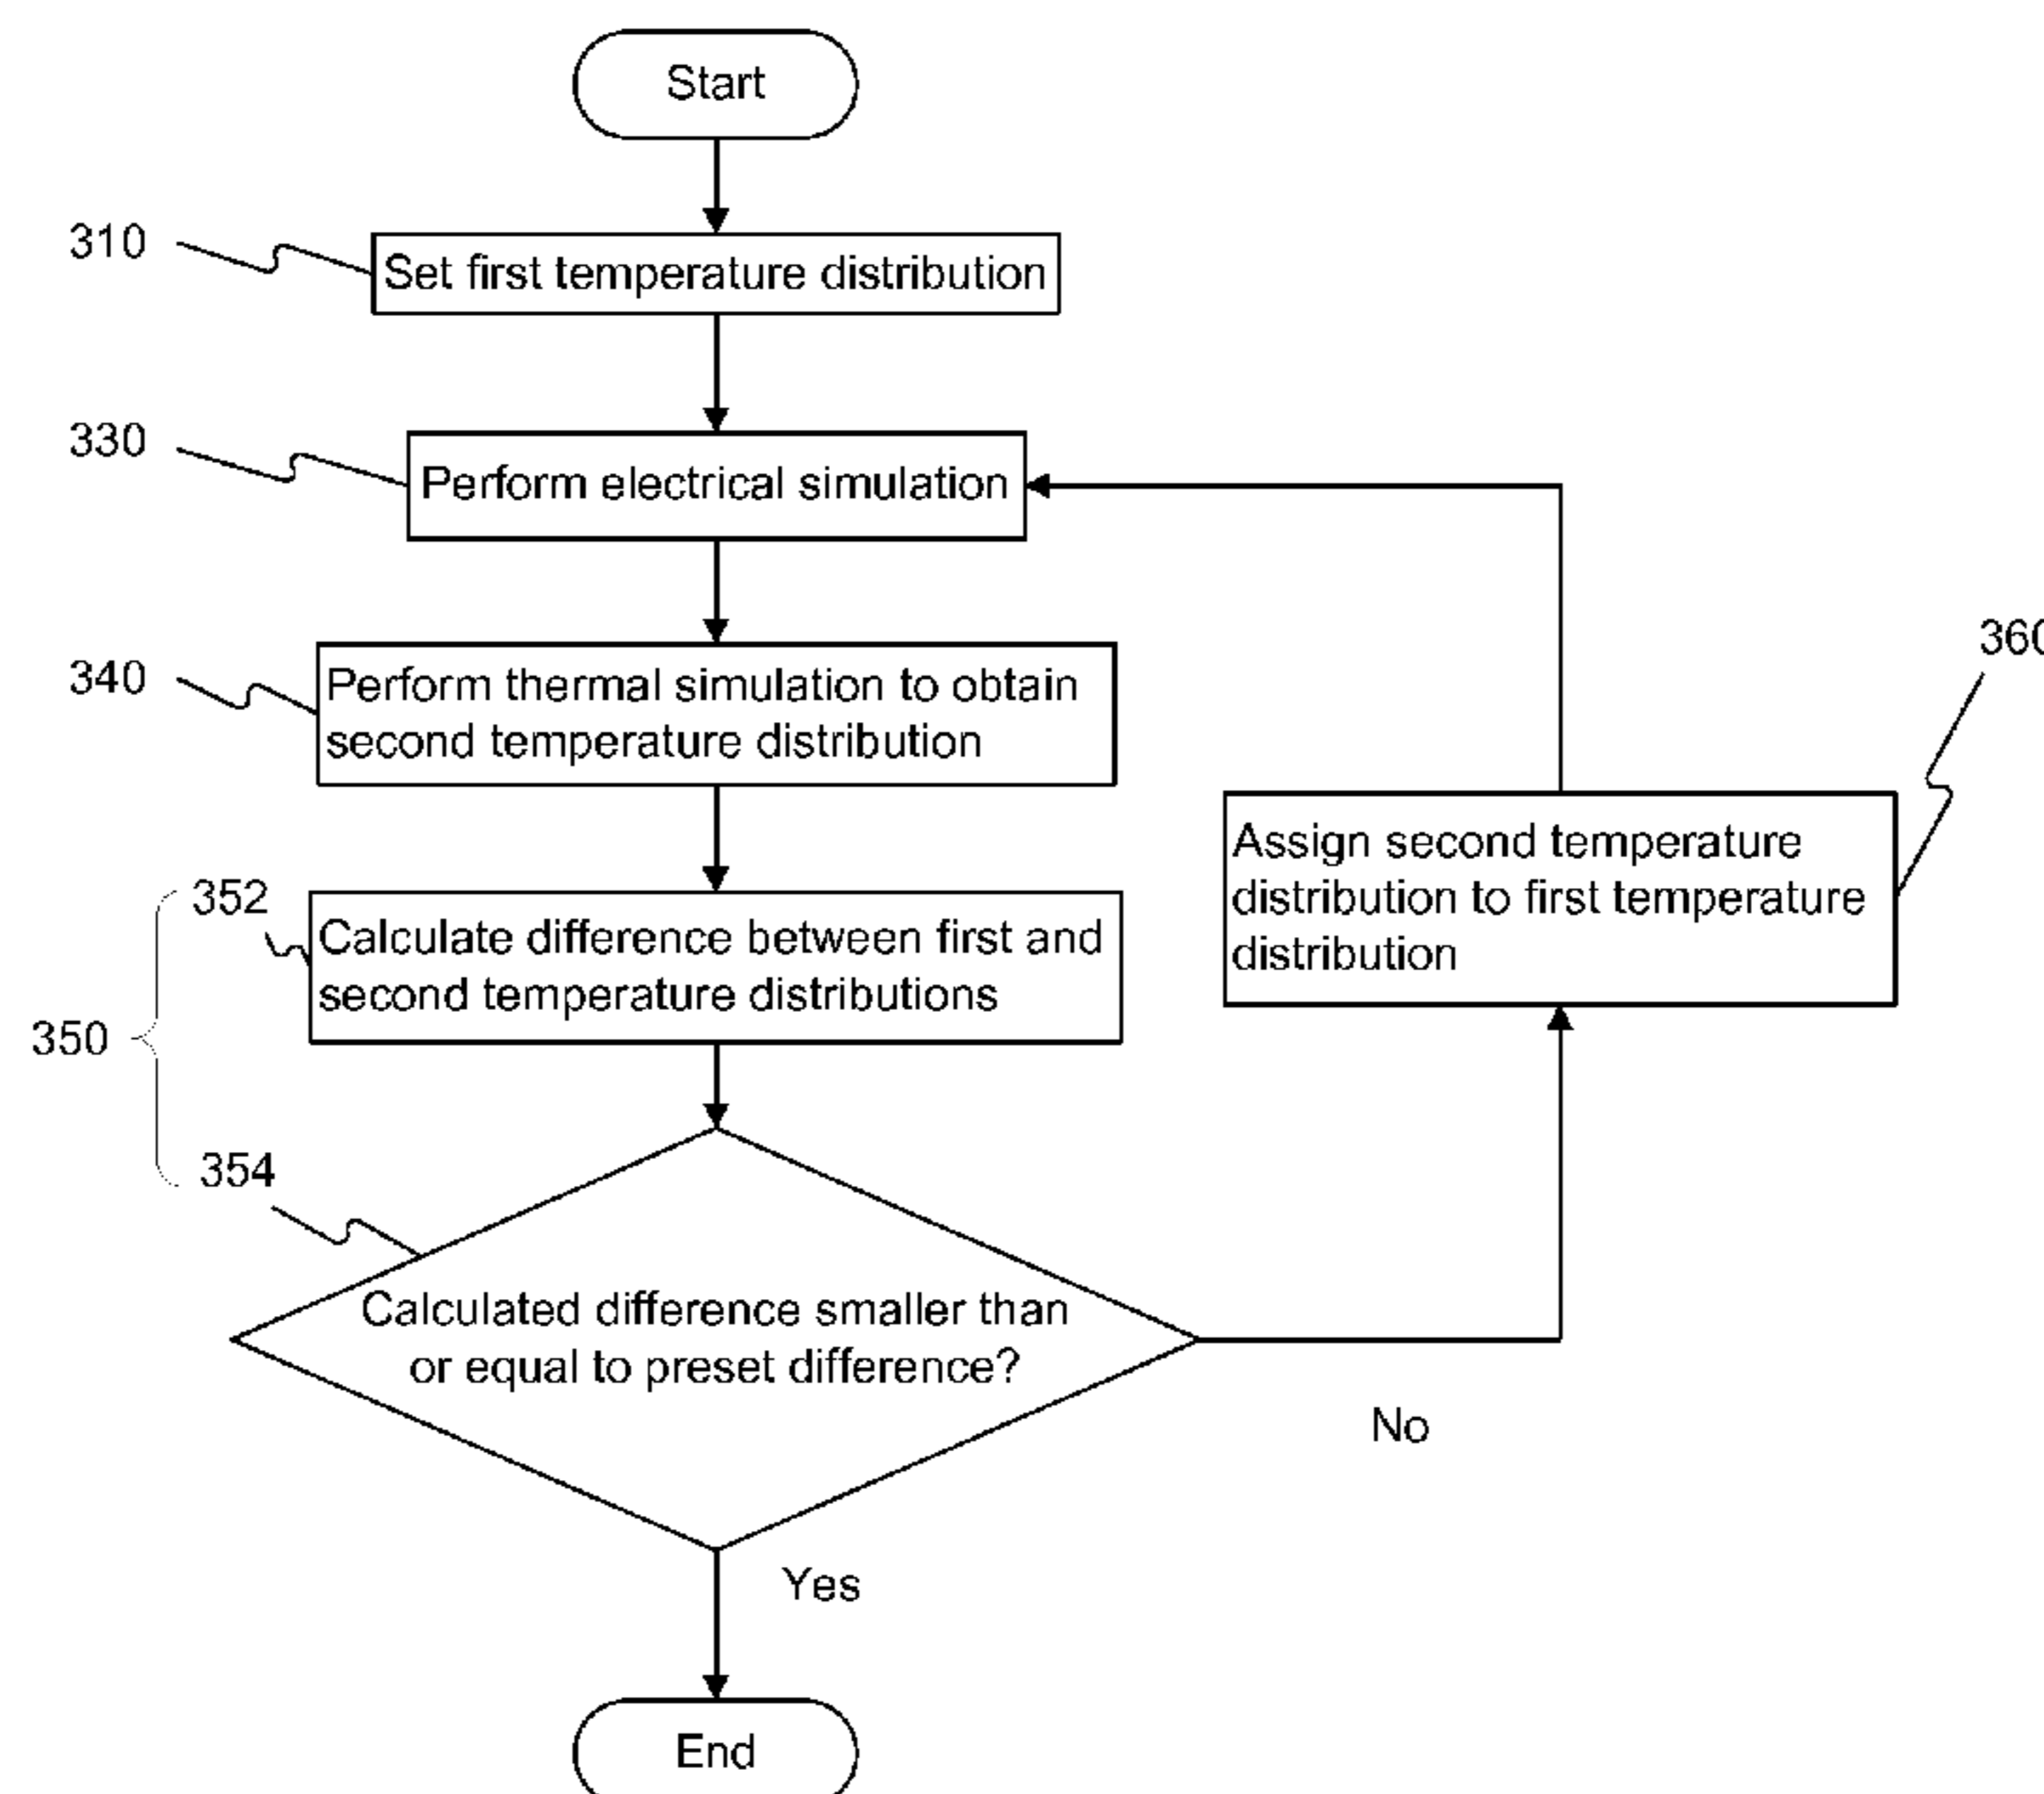 Start
310
Set first temperature distribution
330
Perform electrical simulation
340
Perform thermal simulation to obtain
second temperature distribution
360
Assign second temperature
distribution to first temperature
distribution
350
352
Calculate difference between first and
second temperature distributions
354
Calculated difference smaller than
or equal to preset difference?
No
Yes
End